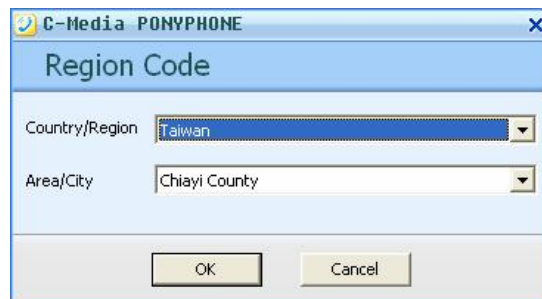 C-Media PONYPHONE
Region Code
Country/Region Taiwan
Area/City Chiayi County
OK Cancel